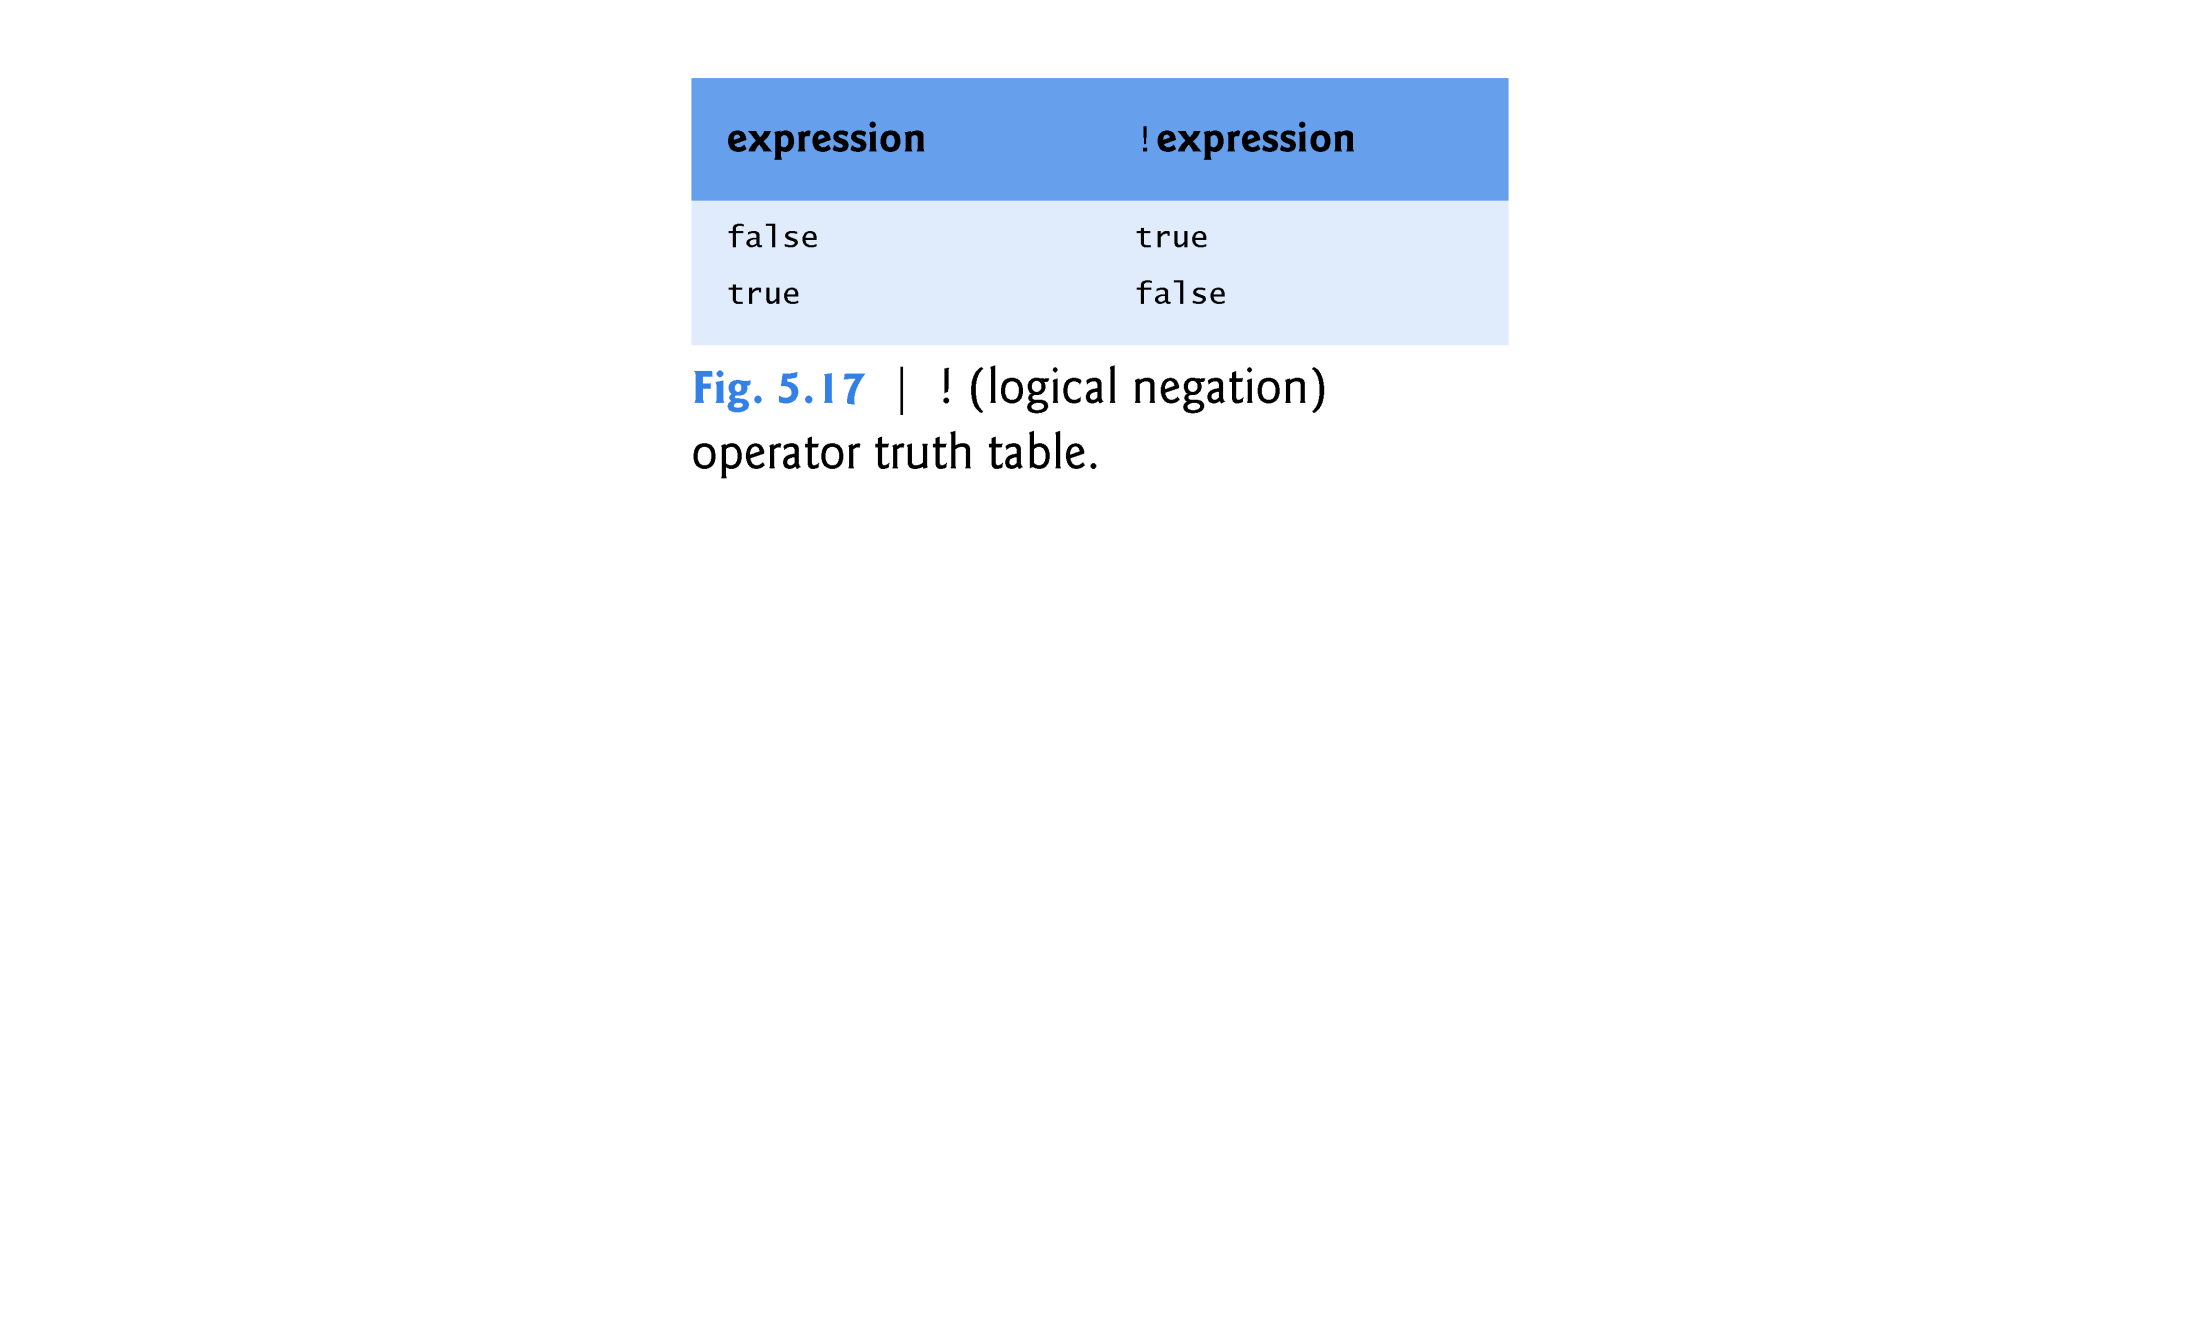 expression !expression
false true
true false
Fig. 5.17 | ! (logical negation)
operator truth table.